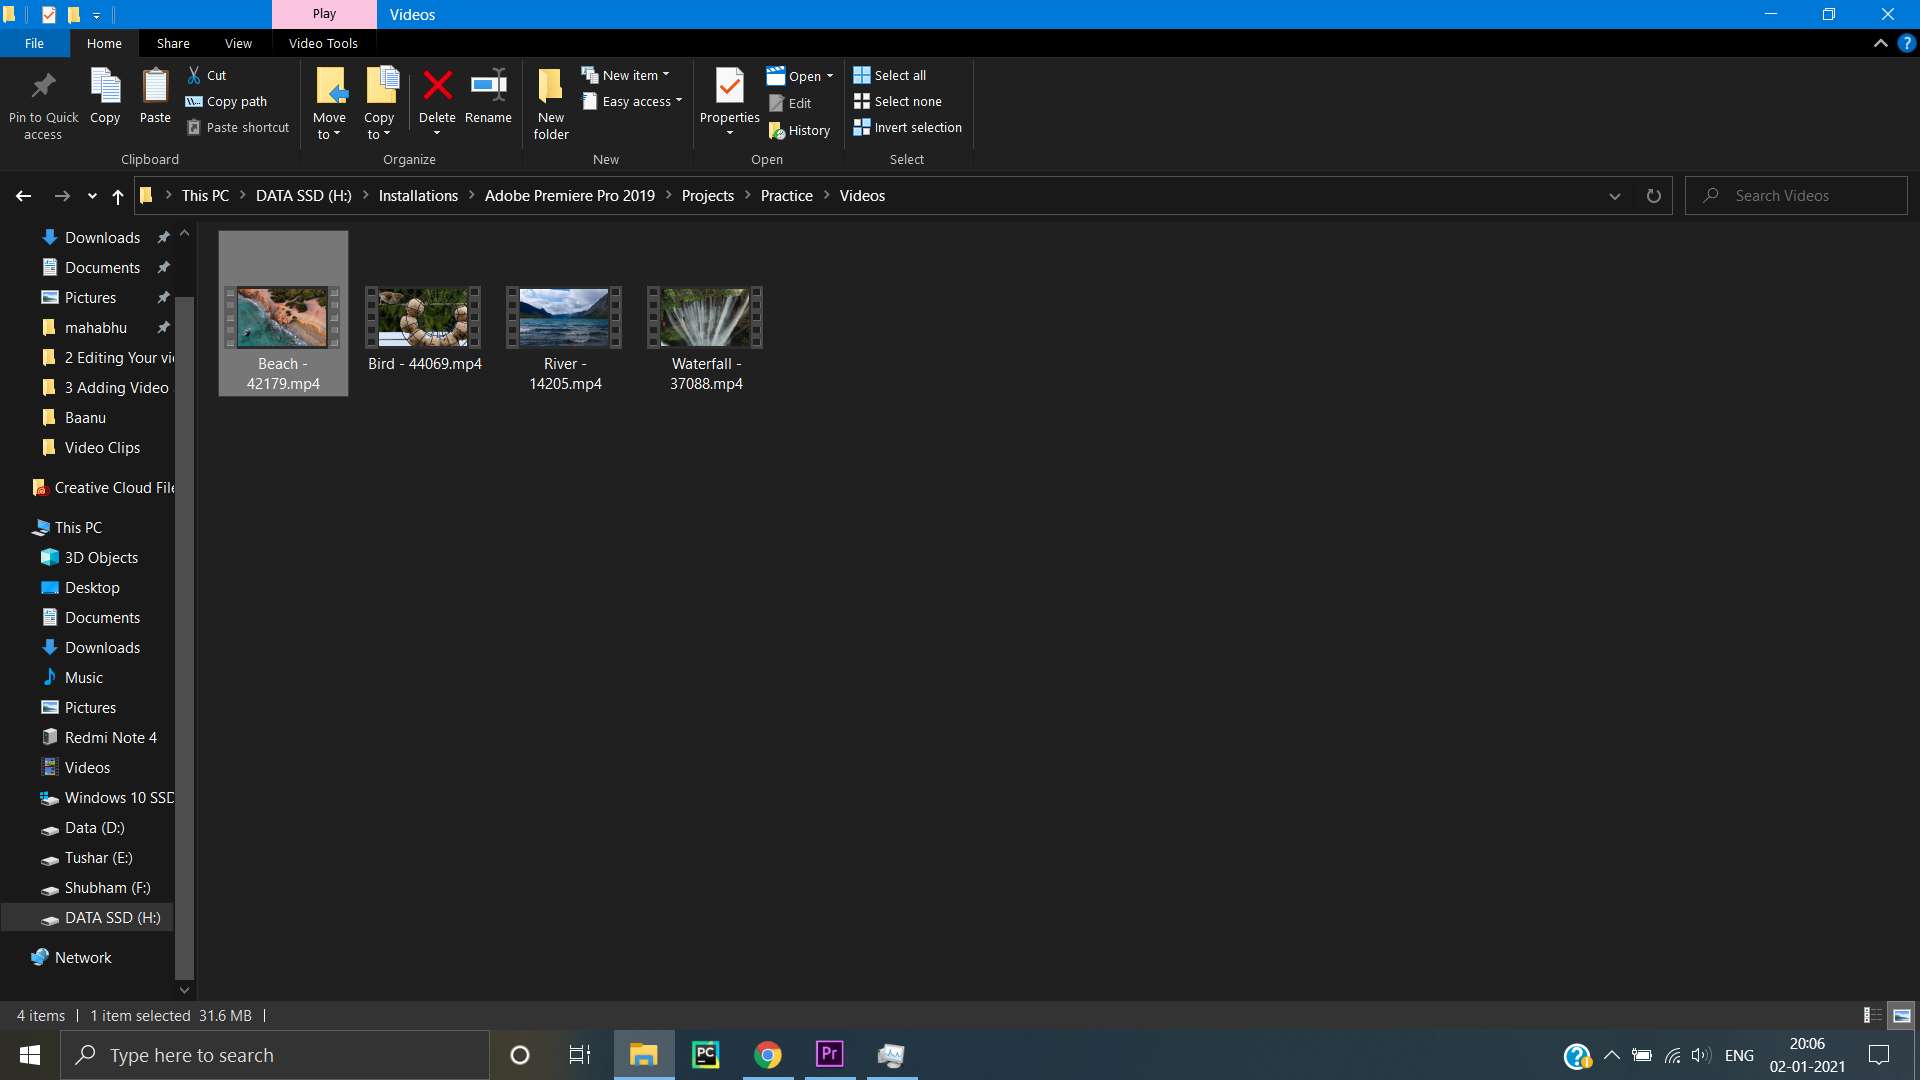 Play
Videos
File
Home
Share
View
Video Tools
Pin to Quick
access
Copy
Paste
Cut
Copy path
Paste shortcut
Clipboard
Move
to
Copy
to
Delete
Rename
Organize
New
folder
New item
Easy access
New
Properties
Open
Edit
History
Open
Select all
Select none
Invert selection
Select
This PC
DATA SSD (H:)
Installations
Adobe Premiere Pro 2019
Projects
Practice
Videos
Search Videos
Downloads
Documents
Pictures
mahabhu
2 Editing Your vi
3 Adding Video
Baanu
Video Clips
Creative Cloud File
This PC
3D Objects
Desktop
Documents
Downloads
Music
Pictures
Redmi Note 4
Videos
Windows 10 SSD
Data (D:)
Tushar (E:)
Shubham (F:)
DATA SSD (H:)
Network
Beach -
42179.mp4
Bird - 44069.mp4
River -
14205.mp4
Waterfall -
37088.mp4
4 items
1 item selected 31.6 MB
Type here to search
PC
Pr
ENG
20:06
02-01-2021